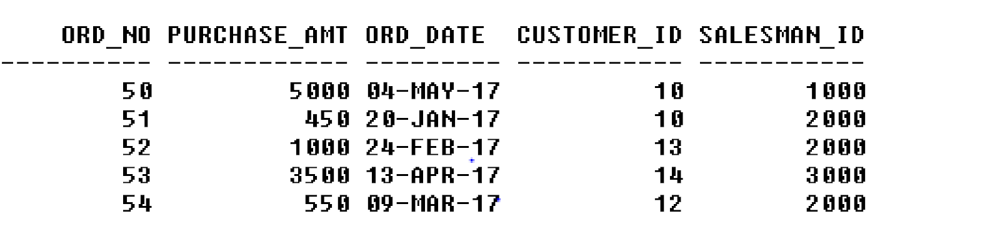 ORD_NO PURCHASE_AMT ORD_DATE CUSTOMER_ID SALESMAN_ID
---------- ------------ --------- ----------- -----------
50 5000 04-MAY-17 10 1000
51 450 20-JAN-17 10 2000
52 1000 24-FEB-17 13 2000
53 3500 13-APR-17 14 3000
54 550 09-MAR-17 12 2000